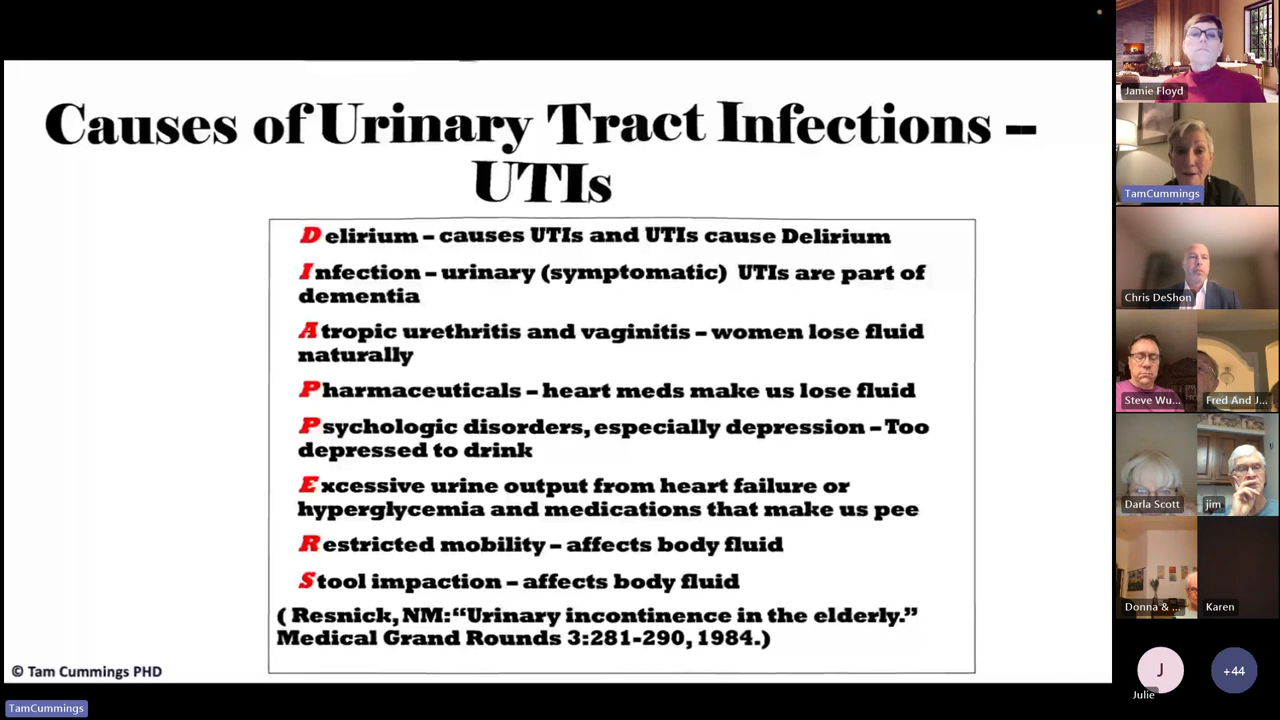 Causes of Urinary Tract Infections –
UTIs
Delirium – causes UTIs and UTIs cause Delirium
Infection – urinary (symptomatic) UTIs are part of
dementia
Atropic urethritis and vaginitis – women lose fluid
naturally
Pharmaceuticals – heart meds make us lose fluid
Psychologic disorders, especially depression – Too
depressed to drink
Excessive urine output from heart failure or
hyperglycemia and medications that make us pee
Restricted mobility – affects body fluid
Stool impaction – affects body fluid
( Resnick, NM:“Urinary incontinence in the elderly.”
Medical Grand Rounds 3:281-290, 1984.)
© Tam Cummings PHD
TamCummings
Jamie Floyd
TamCummings
Chris DeShon
Steve Wu...
Fred And J...
Darla Scott
jim
Donna & ...
Karen
J
Julie
+44